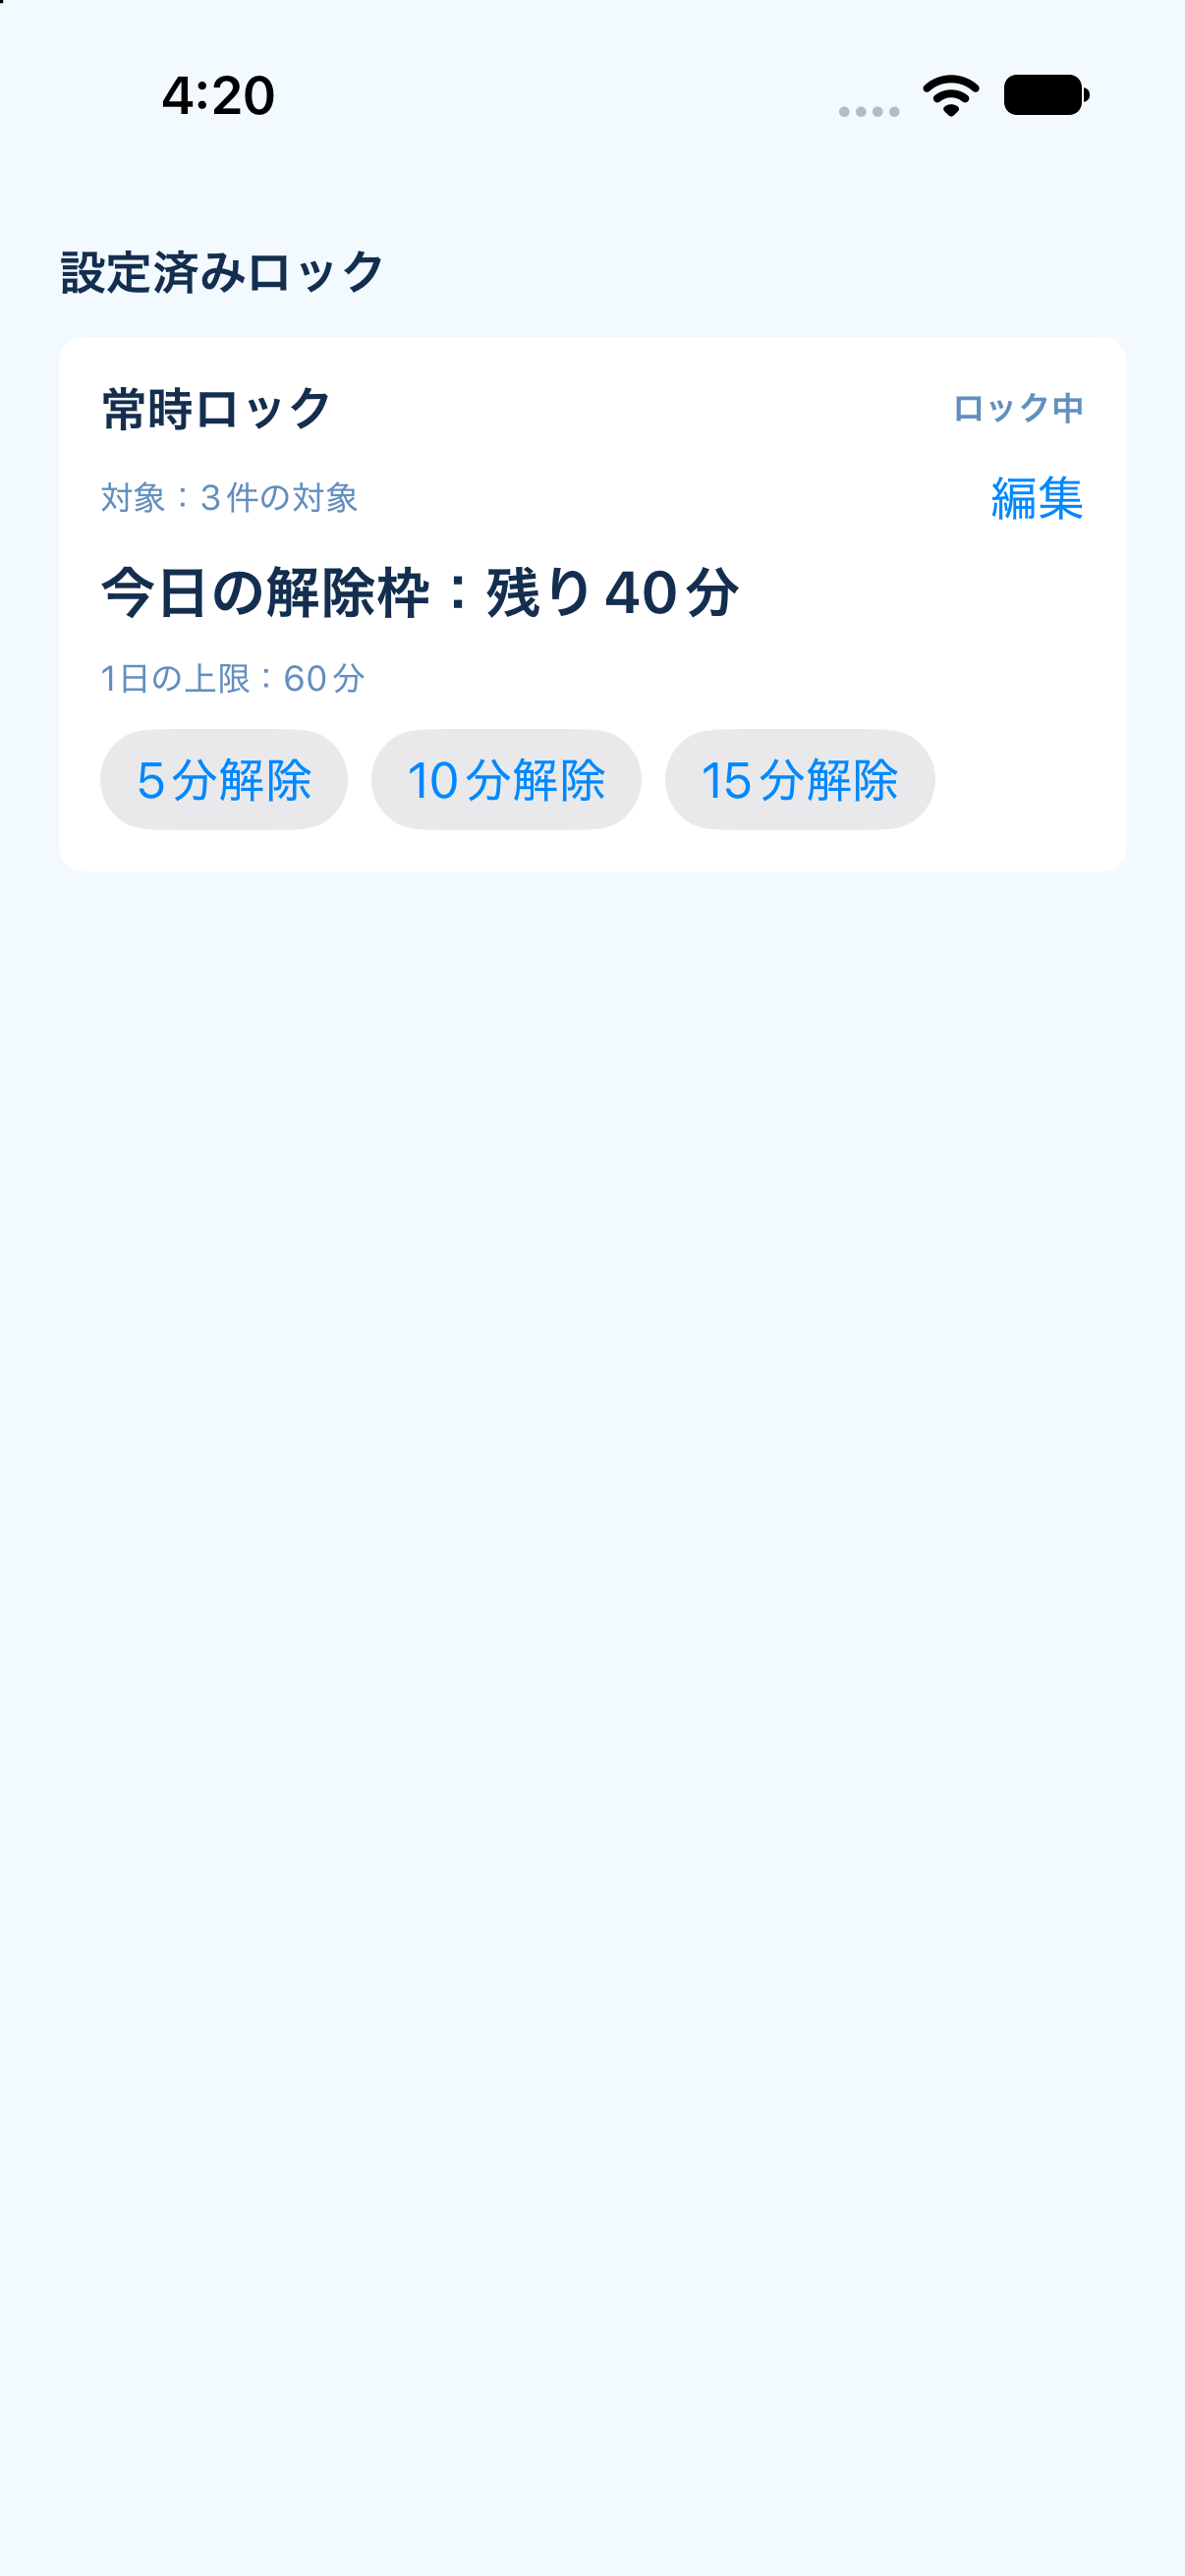 4:20
設定済みロック
常時ロック
ロック中
対象：3件の対象
編集
今日の解除枠：残り40分
1日の上限：60分
5分解除
10分解除
15分解除